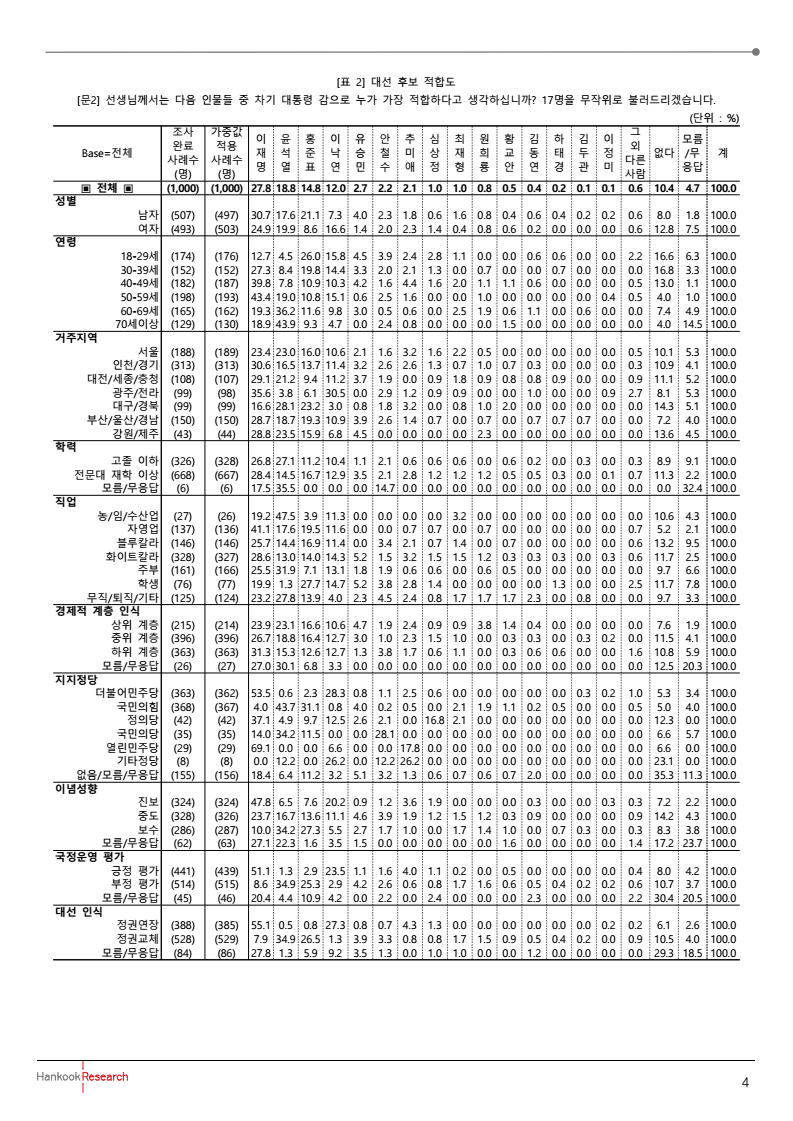 [표 2] 대선 후보 적합도
[문2] 선생님께서는 다음 인물들 중 차기 대통령 감으로 누가 가장 적합하다고 생각하십니까? 17명을 무작위로 불러드리겠습니다.
(단위 : %)
Base=전체 조사완료 사례수 (명) 가중값 적용 사례수 (명) 이재명 윤석열 홍준표 이낙연 유승민 안철수 추미애 심상정 최재형 원희룡 황교안 김동연 하태경 김두관 이정미 그 외 다른 사람 없다 모름/무응답 계
▣ 전체 ▣ (1,000) (1,000) 27.8 18.8 14.8 12.0 2.7 2.2 2.1 1.0 1.0 0.8 0.5 0.4 0.2 0.1 0.1 0.6 10.4 4.7 100.0
성별
남자 (507) (497) 30.7 17.6 21.1 7.3 4.0 2.3 1.8 0.6 1.6 0.8 0.4 0.6 0.4 0.2 0.2 0.6 8.0 1.8 100.0
여자 (493) (503) 24.9 19.9 8.6 16.6 1.4 2.0 2.3 1.4 0.4 0.8 0.6 0.2 0.0 0.0 0.0 0.6 12.8 7.5 100.0
연령
18-29세 (174) (176) 12.7 4.5 26.0 15.8 4.5 3.9 2.4 2.8 1.1 0.0 0.0 0.6 0.6 0.0 0.0 2.2 16.6 6.3 100.0
30-39세 (152) (152) 27.3 8.4 19.8 14.4 3.3 2.0 2.1 1.3 0.0 0.7 0.0 0.0 0.7 0.0 0.0 0.0 16.8 3.3 100.0
40-49세 (182) (187) 39.8 7.8 10.9 10.3 4.2 1.6 4.4 1.6 2.0 1.1 1.1 0.6 0.0 0.0 0.0 0.5 13.0 1.1 100.0
50-59세 (198) (193) 43.4 19.0 10.8 15.1 0.6 2.5 1.6 0.0 0.0 1.0 0.0 0.0 0.0 0.0 0.4 0.5 4.0 1.0 100.0
60-69세 (165) (162) 19.3 36.2 11.6 9.8 3.0 0.5 0.6 0.0 2.5 1.9 0.6 1.1 0.0 0.6 0.0 0.0 7.4 4.9 100.0
70세이상 (129) (130) 18.9 43.9 9.3 4.7 0.0 2.4 0.8 0.0 0.0 0.0 1.5 0.0 0.0 0.0 0.0 0.0 4.0 14.5 100.0
거주지역
서울 (188) (189) 23.4 23.0 16.0 10.6 2.1 1.6 3.2 1.6 2.2 0.5 0.0 0.0 0.0 0.0 0.0 0.5 10.1 5.3 100.0
인천/경기 (313) (313) 30.6 16.5 13.7 11.4 3.2 2.6 2.6 1.3 0.7 1.0 0.7 0.3 0.0 0.0 0.0 0.3 10.9 4.1 100.0
대전/세종/충청 (108) (107) 29.1 21.2 9.4 11.2 3.7 1.9 0.0 0.9 1.8 0.9 0.8 0.8 0.9 0.0 0.0 0.9 11.1 5.2 100.0
광주/전라 (99) (98) 35.6 3.8 6.1 30.5 0.0 2.9 1.2 0.9 0.9 0.0 0.0 1.0 0.0 0.0 0.9 2.7 8.1 5.3 100.0
대구/경북 (99) (99) 16.6 28.1 23.2 3.0 0.8 1.8 3.2 0.0 0.8 1.0 2.0 0.0 0.0 0.0 0.0 0.0 14.3 5.1 100.0
부산/울산/경남 (150) (150) 28.7 18.7 19.3 10.9 3.9 2.6 1.4 0.7 0.0 0.7 0.0 0.7 0.7 0.7 0.0 0.0 7.2 4.0 100.0
강원/제주 (43) (44) 28.8 23.5 15.9 6.8 4.5 0.0 0.0 0.0 0.0 2.3 0.0 0.0 0.0 0.0 0.0 0.0 13.6 4.5 100.0
학력
고졸 이하 (326) (328) 26.8 27.1 11.2 10.4 1.1 2.1 0.6 0.6 0.6 0.0 0.6 0.2 0.0 0.3 0.0 0.3 8.9 9.1 100.0
전문대 재학 이상 (668) (667) 28.4 14.5 16.7 12.9 3.5 2.1 2.8 1.2 1.2 1.2 0.5 0.5 0.3 0.0 0.1 0.7 11.3 2.2 100.0
모름/무응답 (6) (6) 17.5 35.5 0.0 0.0 0.0 14.7 0.0 0.0 0.0 0.0 0.0 0.0 0.0 0.0 0.0 0.0 0.0 32.4 100.0
직업
농/임/수산업 (27) (26) 19.2 47.5 3.9 11.3 0.0 0.0 0.0 0.0 3.2 0.0 0.0 0.0 0.0 0.0 0.0 0.0 10.6 4.3 100.0
자영업 (137) (136) 41.1 17.6 19.5 11.6 0.0 0.0 0.7 0.7 0.0 0.7 0.0 0.0 0.0 0.0 0.0 0.7 5.2 2.1 100.0
블루칼라 (146) (146) 25.7 14.4 16.9 11.4 0.0 3.4 2.1 0.7 1.4 0.0 0.7 0.0 0.0 0.0 0.0 0.6 13.2 9.5 100.0
화이트칼라 (328) (327) 28.6 13.0 14.0 14.3 5.2 1.5 3.2 1.5 1.5 1.2 0.3 0.3 0.3 0.0 0.3 0.6 11.7 2.5 100.0
주부 (161) (166) 25.5 31.9 7.1 13.1 1.8 1.9 0.6 0.6 0.0 0.6 0.5 0.0 0.0 0.0 0.0 0.0 9.7 6.6 100.0
학생 (76) (77) 19.9 1.3 27.7 14.7 5.2 3.8 2.8 1.4 0.0 0.0 0.0 0.0 1.3 0.0 0.0 2.5 11.7 7.8 100.0
무직/퇴직/기타 (125) (124) 23.2 27.8 13.9 4.0 2.3 4.5 2.4 0.8 1.7 1.7 1.7 2.3 0.0 0.8 0.0 0.0 9.7 3.3 100.0
경제적 계층 인식
상위 계층 (215) (214) 23.9 23.1 16.6 10.6 4.7 1.9 2.4 0.9 0.9 3.8 1.4 0.4 0.0 0.0 0.0 0.0 7.6 1.9 100.0
중위 계층 (396) (396) 26.7 18.8 16.4 12.7 3.0 1.0 2.3 1.5 1.0 0.0 0.3 0.3 0.0 0.3 0.2 0.0 11.5 4.1 100.0
하위 계층 (363) (363) 31.3 15.3 12.6 12.7 1.3 3.8 1.7 0.6 1.1 0.0 0.3 0.6 0.6 0.0 0.0 1.6 10.8 5.9 100.0
모름/무응답 (26) (27) 27.0 30.1 6.8 3.3 0.0 0.0 0.0 0.0 0.0 0.0 0.0 0.0 0.0 0.0 0.0 0.0 12.5 20.3 100.0
지지정당
더불어민주당 (363) (362) 53.5 0.6 2.3 28.3 0.8 1.1 2.5 0.6 0.0 0.0 0.0 0.0 0.0 0.3 0.2 1.0 5.3 3.4 100.0
국민의힘 (368) (367) 4.0 43.7 31.1 0.8 4.0 0.2 0.5 0.0 2.1 1.9 1.1 0.2 0.5 0.0 0.0 0.5 5.0 4.0 100.0
정의당 (42) (42) 37.1 4.9 9.7 12.5 2.6 2.1 0.0 16.8 2.1 0.0 0.0 0.0 0.0 0.0 0.0 0.0 12.3 0.0 100.0
국민의당 (35) (35) 14.0 34.2 11.5 0.0 0.0 28.1 0.0 0.0 0.0 0.0 0.0 0.0 0.0 0.0 0.0 0.0 6.6 5.7 100.0
열린민주당 (29) (29) 69.1 0.0 0.0 6.6 0.0 0.0 17.8 0.0 0.0 0.0 0.0 0.0 0.0 0.0 0.0 0.0 6.6 0.0 100.0
기타정당 (8) (8) 0.0 12.2 0.0 26.2 0.0 12.2 26.2 0.0 0.0 0.0 0.0 0.0 0.0 0.0 0.0 0.0 23.1 0.0 100.0
없음/모름/무응답 (155) (156) 18.4 6.4 11.2 3.2 5.1 3.2 1.3 0.6 0.7 0.6 0.7 2.0 0.0 0.0 0.0 0.0 35.3 11.3 100.0
이념성향
진보 (324) (324) 47.8 6.5 7.6 20.2 0.9 1.2 3.6 1.9 0.0 0.0 0.0 0.3 0.0 0.0 0.3 0.3 7.2 2.2 100.0
중도 (328) (326) 23.7 16.7 13.6 11.1 4.6 3.9 1.9 1.2 1.5 1.2 0.3 0.9 0.0 0.0 0.0 0.9 14.2 4.3 100.0
보수 (286) (287) 10.0 34.2 27.3 5.5 2.7 1.7 1.0 0.0 1.7 1.4 1.0 0.0 0.7 0.3 0.0 0.3 8.3 3.8 100.0
모름/무응답 (62) (63) 27.1 22.3 1.6 3.5 1.5 0.0 0.0 0.0 0.0 0.0 1.6 0.0 0.0 0.0 0.0 1.4 17.2 23.7 100.0
국정운영 평가
긍정 평가 (441) (439) 51.1 1.3 2.9 23.5 1.1 1.6 4.0 1.1 0.2 0.0 0.5 0.0 0.0 0.0 0.0 0.4 8.0 4.2 100.0
부정 평가 (514) (515) 8.6 34.9 25.3 2.9 4.2 2.6 0.6 0.8 1.7 1.6 0.6 0.5 0.4 0.2 0.2 0.6 10.7 3.7 100.0
모름/무응답 (45) (46) 20.4 4.4 10.9 4.2 0.0 2.2 0.0 2.4 0.0 0.0 0.0 2.3 0.0 0.0 0.0 2.2 30.4 20.5 100.0
대선 인식
정권연장 (388) (385) 55.1 0.5 0.8 27.3 0.8 0.7 4.3 1.3 0.0 0.0 0.0 0.0 0.0 0.0 0.2 0.2 6.1 2.6 100.0
정권교체 (528) (529) 7.9 34.9 26.5 1.3 3.9 3.3 0.8 0.8 1.7 1.5 0.9 0.5 0.4 0.2 0.0 0.9 10.5 4.0 100.0
모름/무응답 (84) (86) 27.8 1.3 5.9 9.2 3.5 1.3 0.0 1.0 1.0 0.0 0.0 1.2 0.0 0.0 0.0 0.0 29.3 18.5 100.0
Hankook Research
4